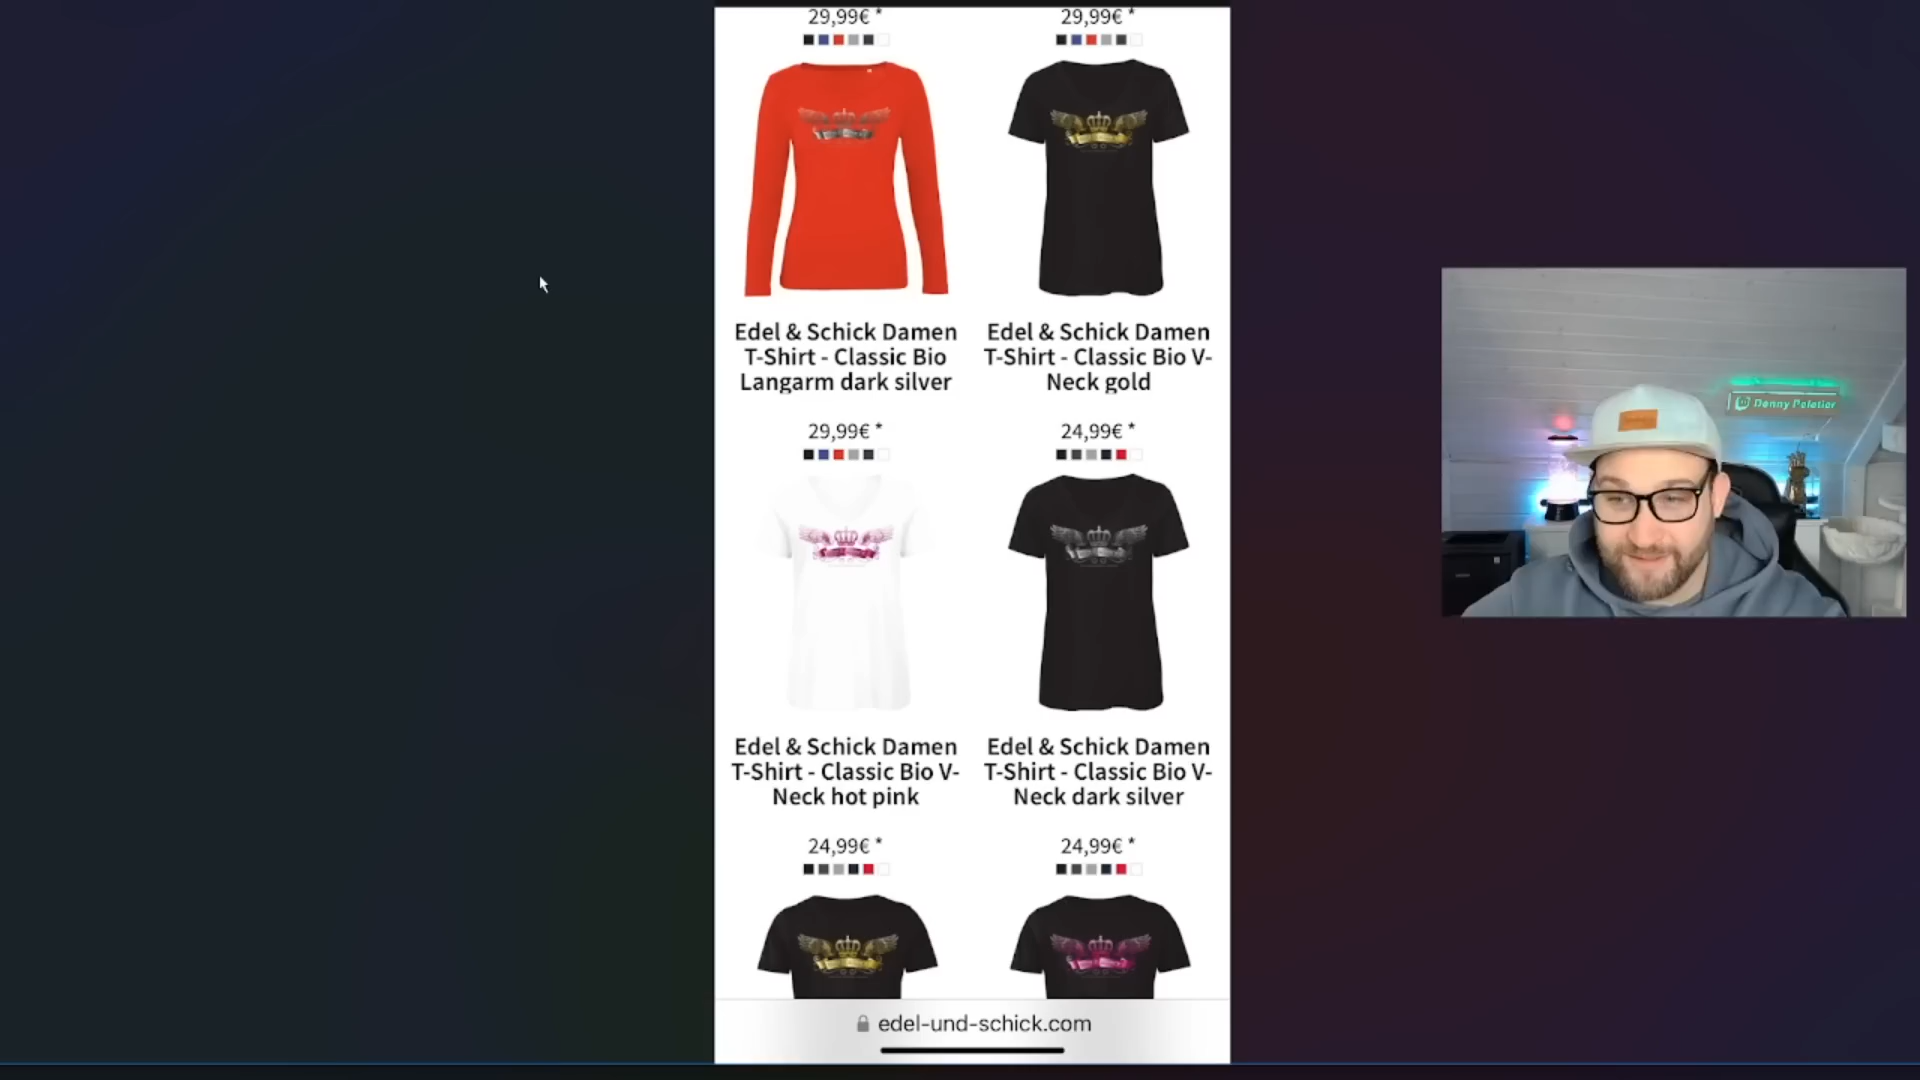 29,99€ *
29,99€ *
Edel & Schick Damen
T-Shirt - Classic Bio
Langarm dark silver
29,99€ *
Edel & Schick Damen
T-Shirt - Classic Bio V-
Neck gold
24,99€ *
Edel & Schick Damen
T-Shirt - Classic Bio V-
Neck hot pink
24,99€ *
Edel & Schick Damen
T-Shirt - Classic Bio V-
Neck dark silver
24,99€ *
edel-und-schick.com
Denny Peletier